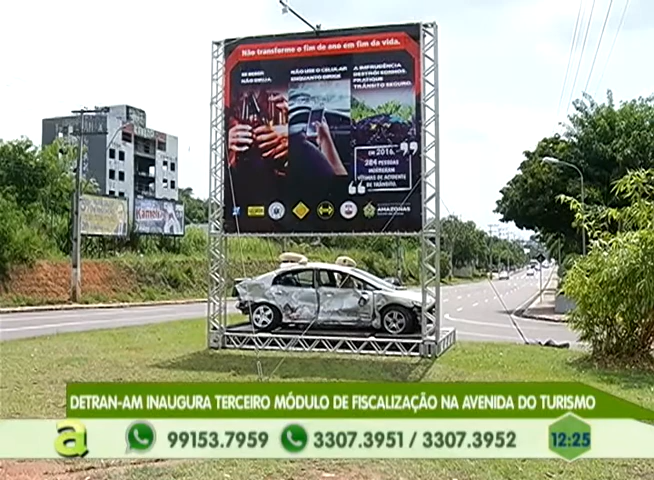 Não transforme o fim de ano em fim da vida.
SE BEBER
NÃO DIRIJA.
NÃO USE O CELULAR
ENQUANTO DIRIGE
A IMPRUDÊNCIA
DESTRÓI SONHOS.
PRATIQUE
TRÂNSITO SEGURO.
EM 2016,
284 PESSOAS
MORRERAM
VÍTIMAS DE ACIDENTE
DE TRÂNSITO.
AMAZONAS
Kamélia
DETRAN-AM INAUGURA TERCEIRO MÓDULO DE FISCALIZAÇÃO NA AVENIDA DO TURISMO
a 99153.7959 3307.3951 / 3307.3952 12:25